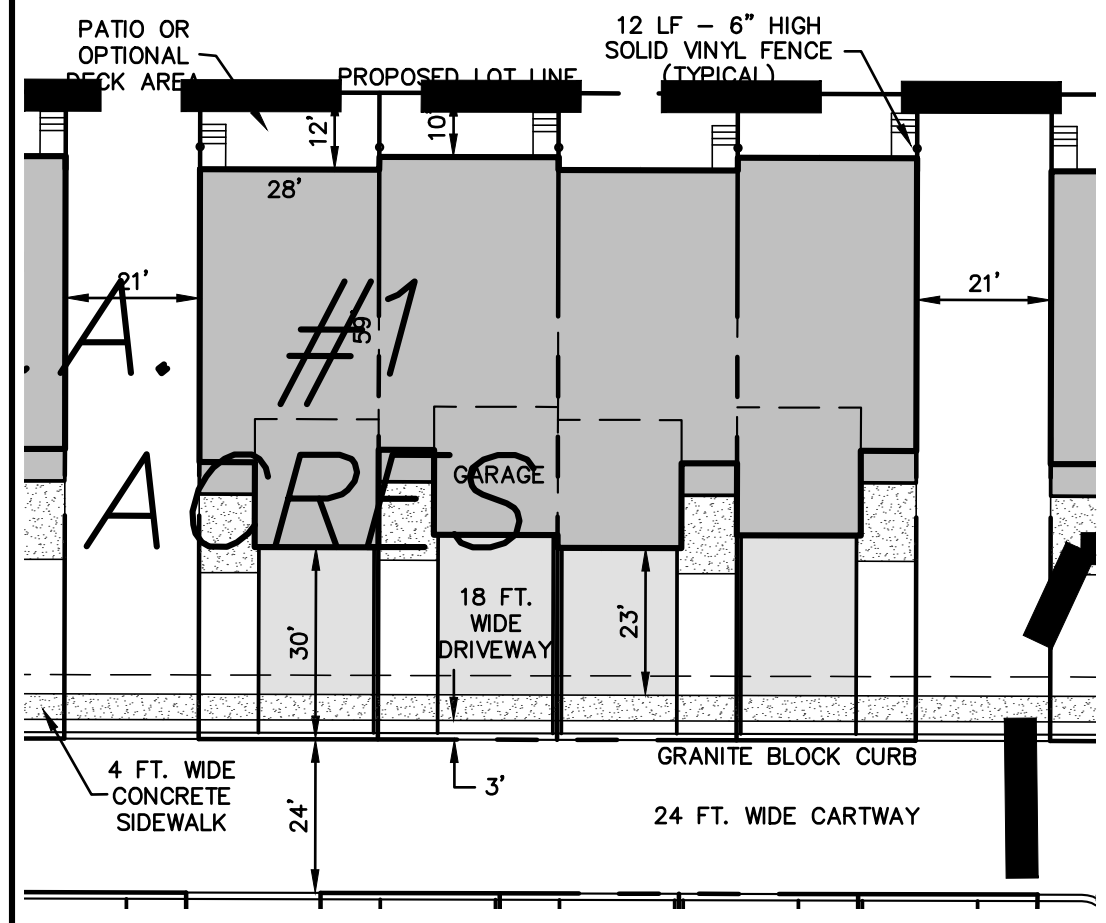 PATIO OR
OPTIONAL
DECK AREA
PROPOSED LOT LINE
12 LF – 6” HIGH
SOLID VINYL FENCE
(TYPICAL)
12'
10'
28'
21'
21'
A. #1
59'
ACRES
GARAGE
18 FT.
WIDE
DRIVEWAY
30'
23'
GRANITE BLOCK CURB
3'
4 FT. WIDE
CONCRETE
SIDEWALK
24'
24 FT. WIDE CARTWAY